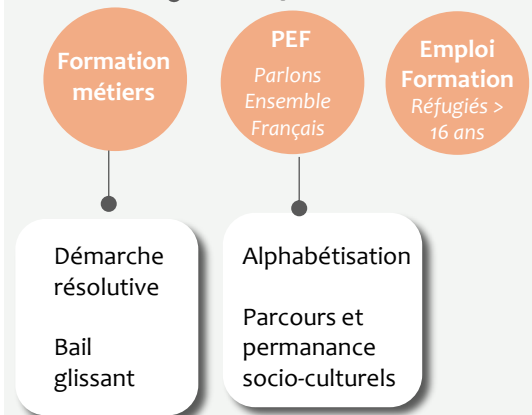 Formation
métiers
PEF
Parlons
Ensemble
Français
Emploi
Formation
Réfugiés >
16 ans
Démarche
résolutive
Bail
glissant
Alphabétisation
Parcours et
permanance
socio-culturels